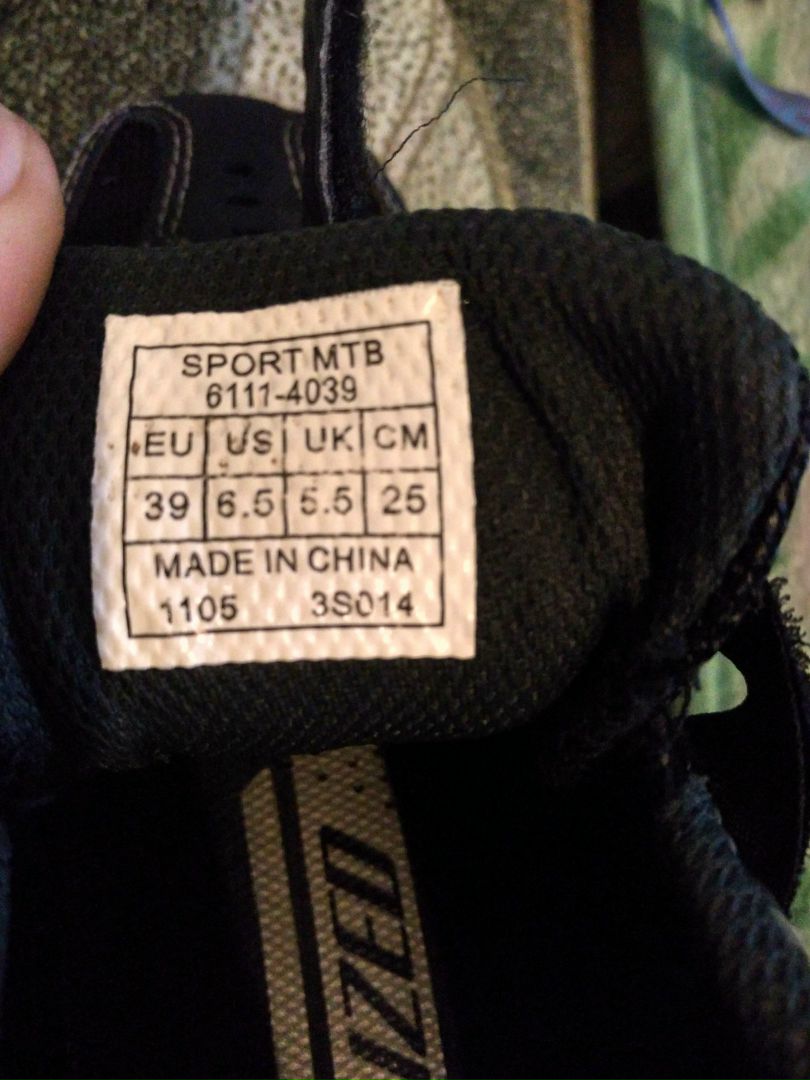 SPORT MTB
6111-4039
EU US UK CM
39 6.5 5.5 25
MADE IN CHINA
1105 3S014
IZED